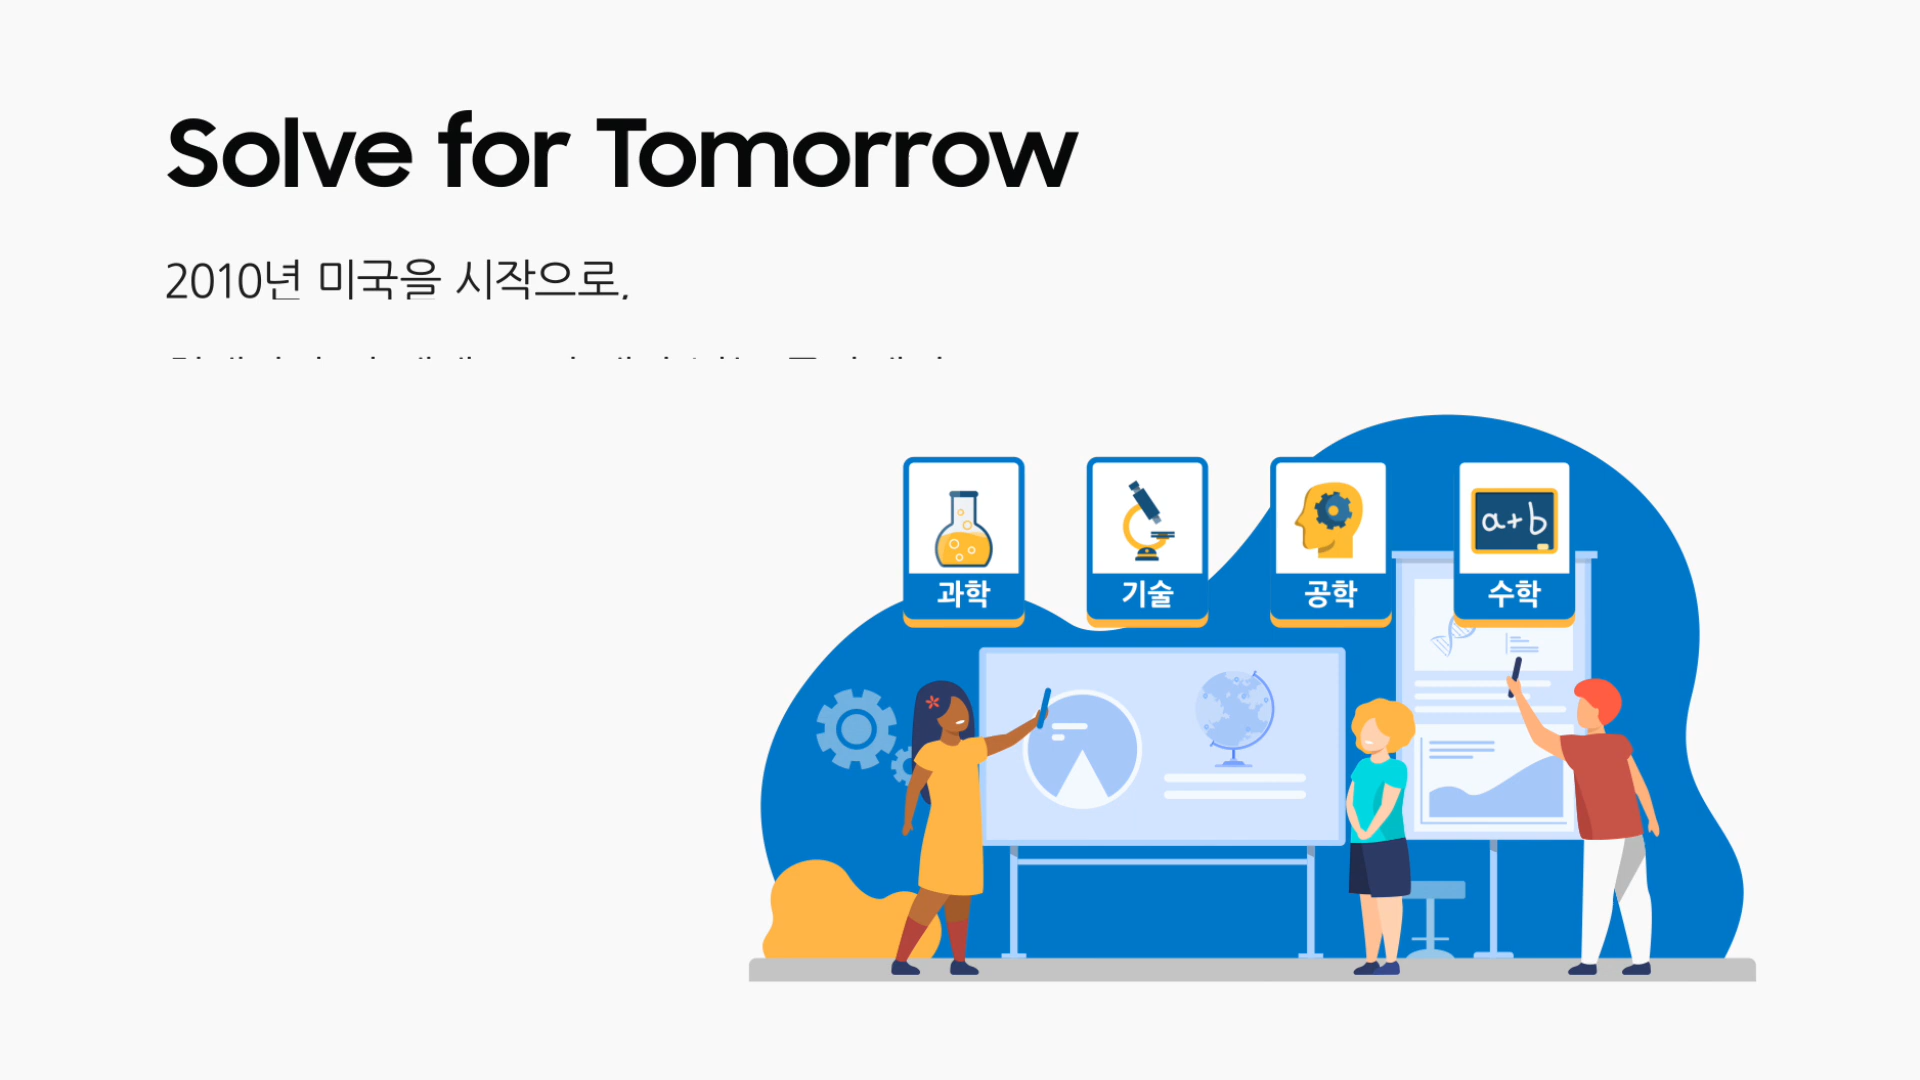 Solve for Tomorrow
2010년 미국을 시작으로,
과학
기술
공학
수학
a+b